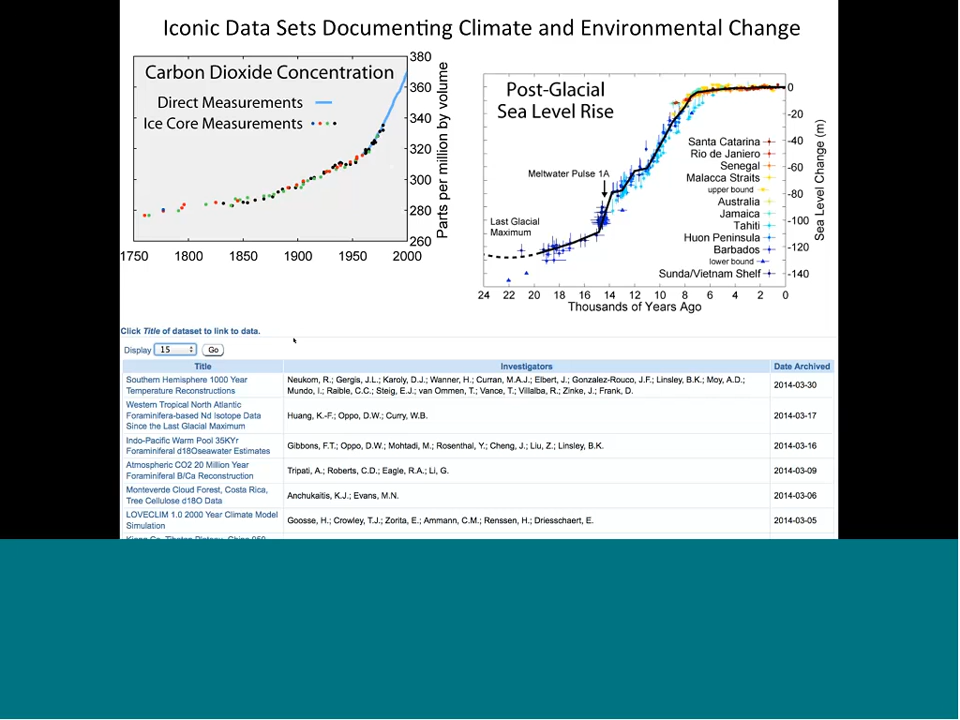 Iconic Data Sets Documenting Climate and Environmental Change
Carbon Dioxide Concentration
Direct Measurements
Ice Core Measurements
380
360
340
320
300
280
260
Parts per million by volume
1750 1800 1850 1900 1950 2000
Post-Glacial
Sea Level Rise
Meltwater Pulse 1A
Last Glacial
Maximum
Santa Catarina
Rio de Janiero
Senegal
Malacca Straits
upper bound
Australia
Jamaica
Tahiti
Huon Peninsula
Barbados
lower bound
Sunda/Vietnam Shelf
0
-20
-40
-60
-80
-100
-120
-140
Sea Level Change (m)
24 22 20 18 16 14 12 10 8 6 4 2 0
Thousands of Years Ago
Click Title of dataset to link to data.
Display 15 Go
Title Investigators Date Archived
Southern Hemisphere 1000 Year
Temperature Reconstructions
Neukom, R.; Gergis, J.L.; Karoly, D.J.; Wanner, H.; Curran, M.A.J.; Elbert, J.; Gonzalez-Rouco, J.F.; Linsley, B.K.; Moy, A.D.;
Mundo, I.; Raible, C.C.; Steig, E.J.; van Ommen, T.; Vance, T.; Villalba, R.; Zinke, J.; Frank, D.
2014-03-30
Western Tropical North Atlantic
Foraminifera-based Nd Isotope Data
Since the Last Glacial Maximum
Huang, K.-F.; Oppo, D.W.; Curry, W.B.
2014-03-17
Indo-Pacific Warm Pool 35KYr
Foraminiferal d18Oseawater Estimates
Gibbons, F.T.; Oppo, D.W.; Mohtadi, M.; Rosenthal, Y.; Cheng, J.; Liu, Z.; Linsley, B.K.
2014-03-16
Atmospheric CO2 20 Million Year
Foraminiferal B/Ca Reconstruction
Tripati, A.; Roberts, C.D.; Eagle, R.A.; Li, G.
2014-03-09
Monteverde Cloud Forest, Costa Rica,
Tree Cellulose d18O Data
Anchukaitis, K.J.; Evans, M.N.
2014-03-06
LOVECLIM 1.0 2000 Year Climate Model
Simulation
Goosse, H.; Crowley, T.J.; Zorita, E.; Ammann, C.M.; Renssen, H.; Driesschaert, E.
2014-03-05